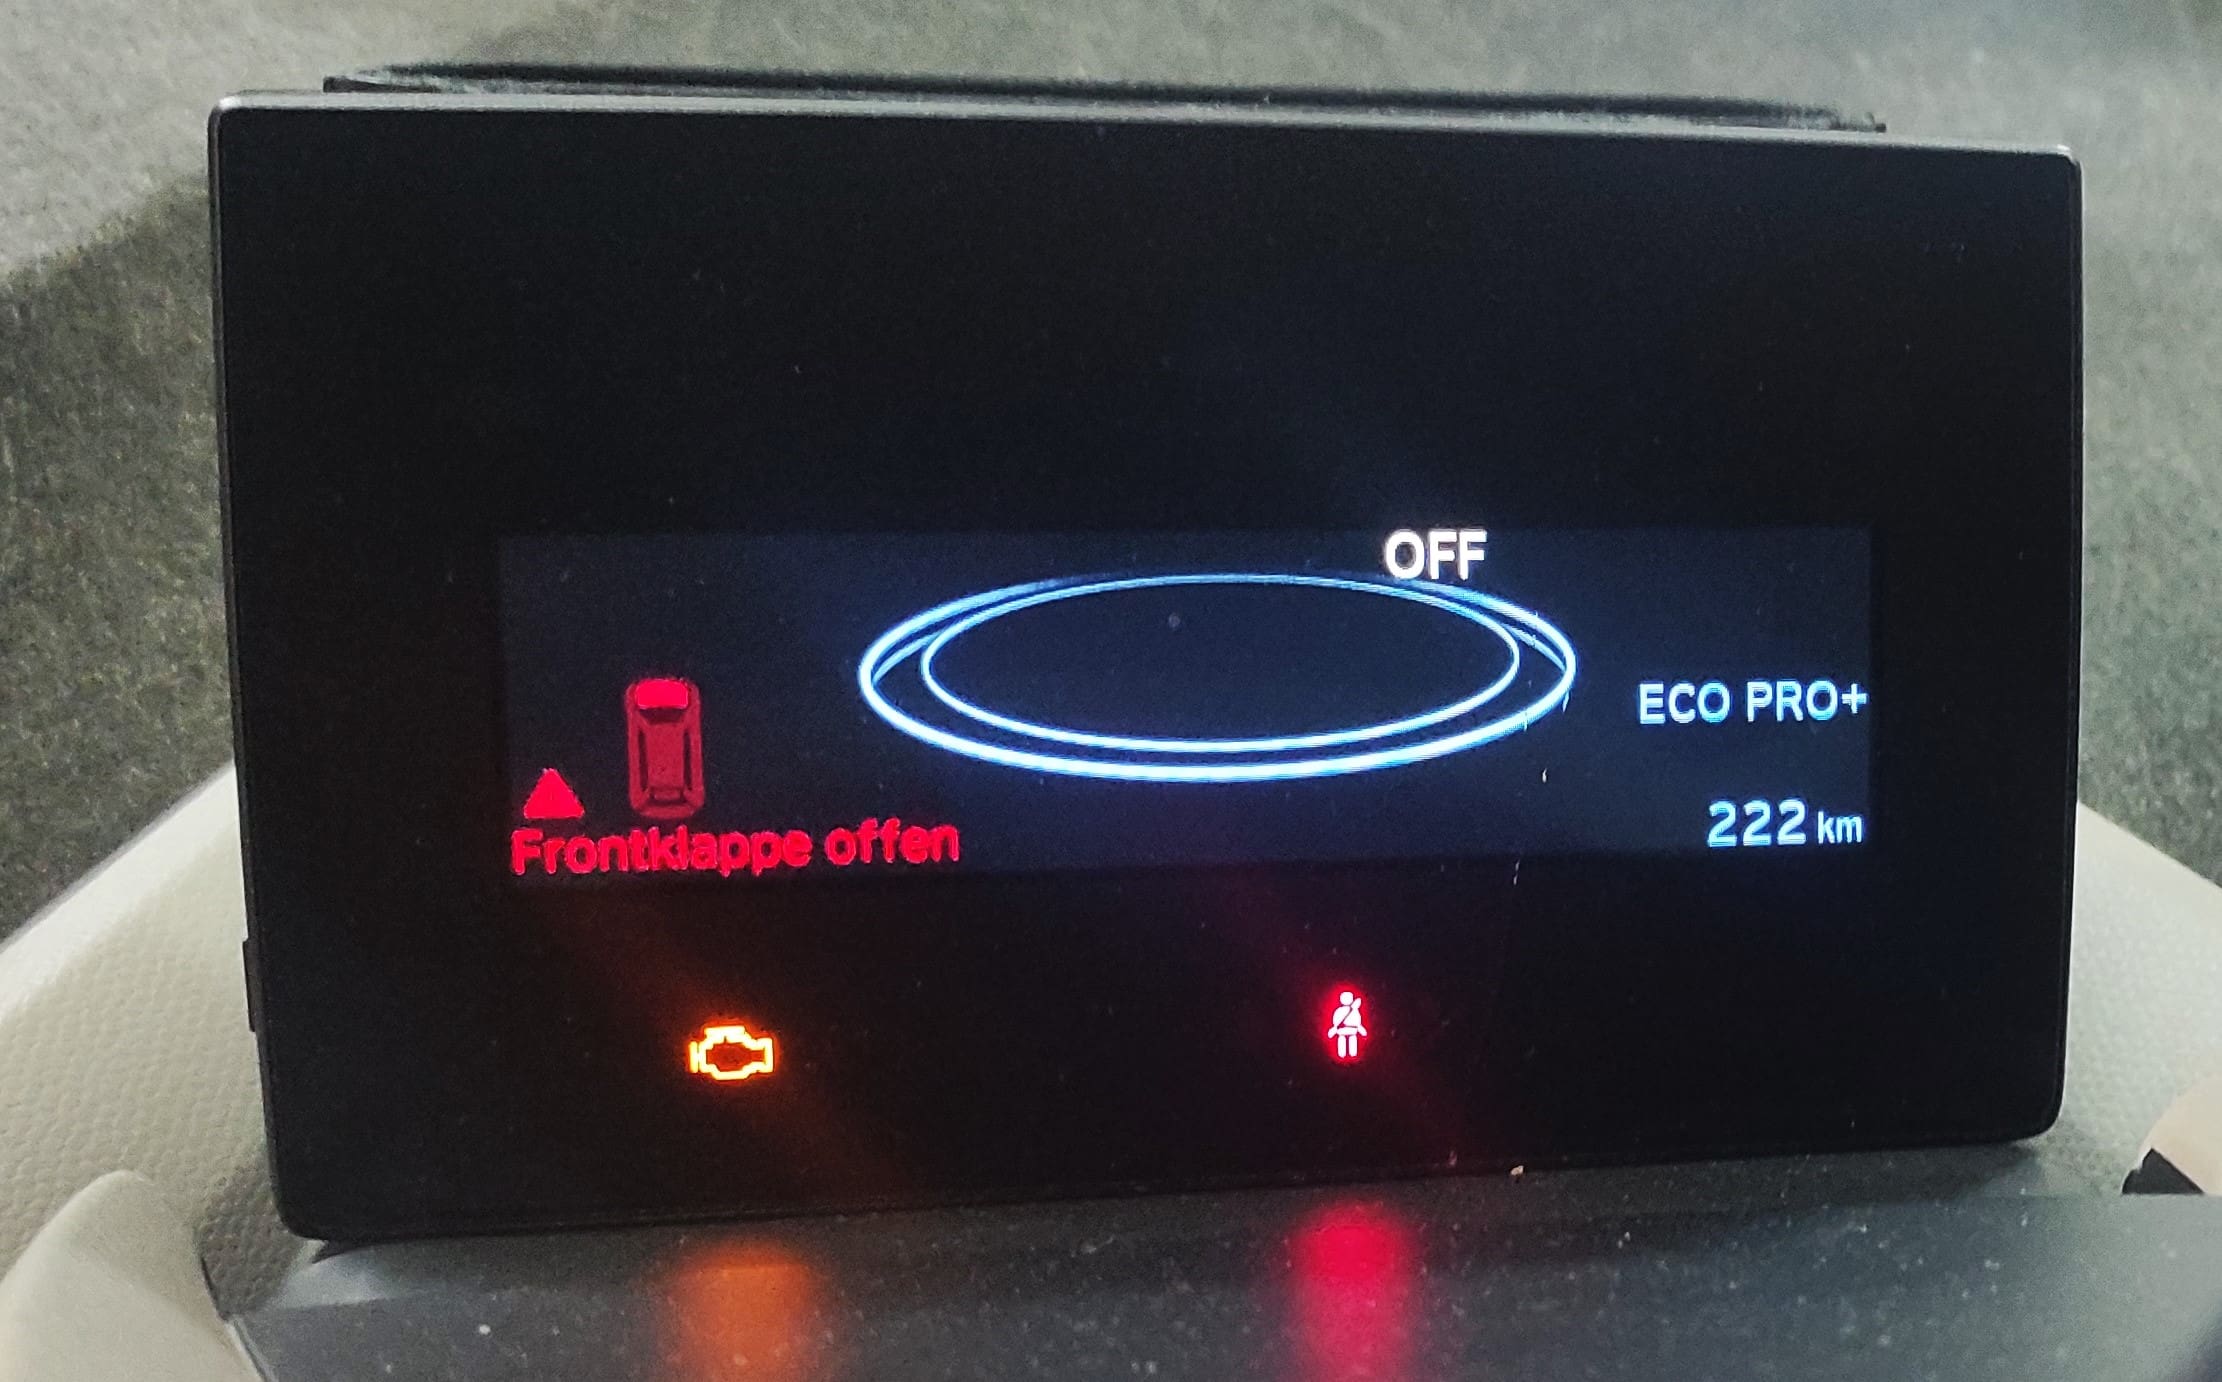 OFF
ECO PRO+
222 km
Frontklappe offen